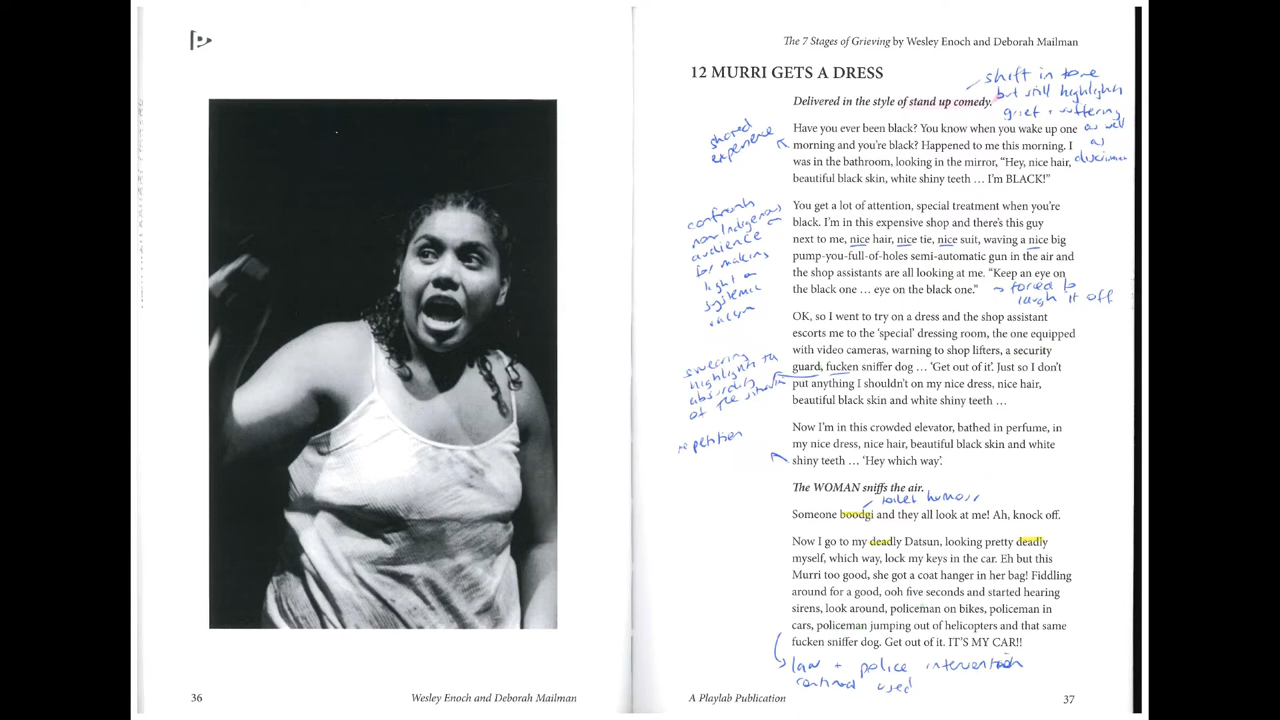 The 7 Stages of Grieving by Wesley Enoch and Deborah Mailman
12 MURRI GETS A DRESS
shift in tone
but still highlights
grief + suffering
as well
as
Delivered in the style of stand up comedy.
shared
experience
Have you ever been black? You know when you wake up one
morning and you're black? Happened to me this morning. I
was in the bathroom, looking in the mirror, "Hey, nice hair,
beautiful black skin, white shiny teeth … I'm BLACK!"
confronts
non Indigenous
audience
for making
light on
systemic
racism
You get a lot of attention, special treatment when you're
black. I'm in this expensive shop and there's this guy
next to me, nice hair, nice tie, nice suit, waving a nice big
pump-you-full-of-holes semi-automatic gun in the air and
the shop assistants are all looking at me. "Keep an eye on
the black one … eye on the black one."
forced to
laugh it off
OK, so I went to try on a dress and the shop assistant
escorts me to the 'special' dressing room, the one equipped
with video cameras, warning to shop lifters, a security
guard, fucken sniffer dog … 'Get out of it'. Just so I don't
put anything I shouldn't on my nice dress, nice hair,
beautiful black skin and white shiny teeth …
swearing
highlights the
absurdity
of the situation
repetition
Now I'm in this crowded elevator, bathed in perfume, in
my nice dress, nice hair, beautiful black skin and white
shiny teeth … 'Hey which way'.
The WOMAN sniffs the air.
toilet humour
Someone boodgi and they all look at me! Ah, knock off.
Now I go to my deadly Datsun, looking pretty deadly
myself, which way, lock my keys in the car. Eh but this
Murri too good, she got a coat hanger in her bag! Fiddling
around for a good, ooh five seconds and started hearing
sirens, look around, policeman on bikes, policeman in
cars, policeman jumping out of helicopters and that same
fucken sniffer dog. Get out of it. IT'S MY CAR!!
law + police intervention
used
36
Wesley Enoch and Deborah Mailman
A Playlab Publication
37